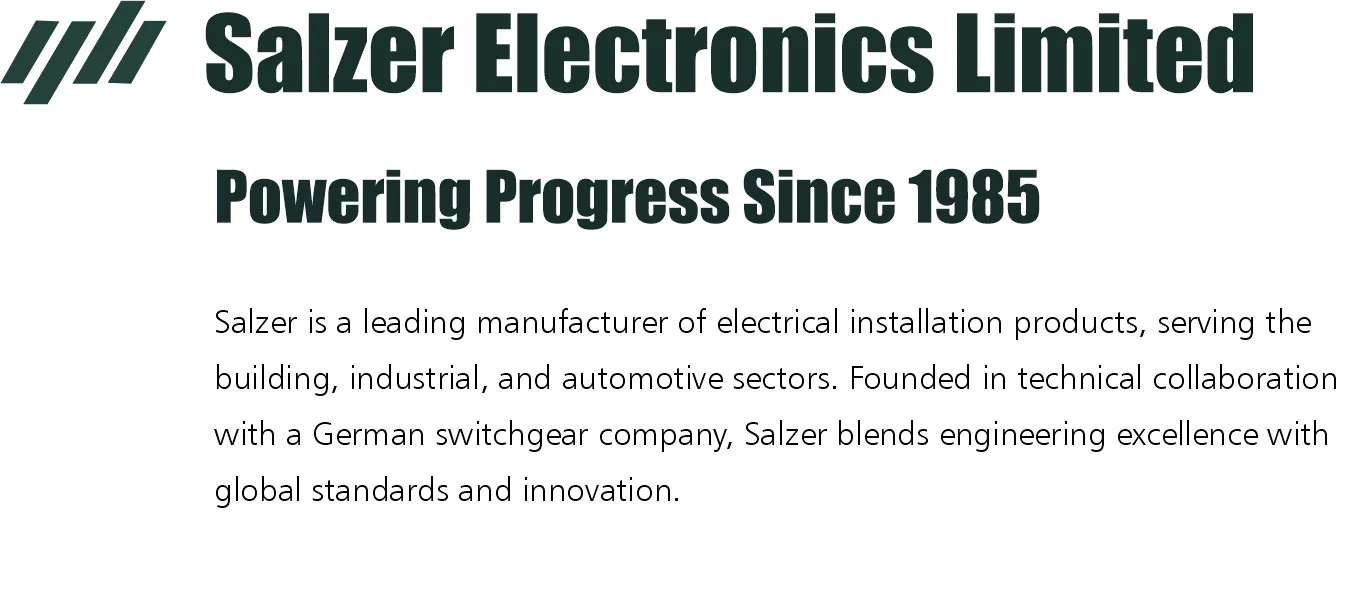 Salzer Electronics Limited
Powering Progress Since 1985
Salzer is a leading manufacturer of electrical installation products, serving the
building, industrial, and automotive sectors. Founded in technical collaboration
with a German switchgear company, Salzer blends engineering excellence with
global standards and innovation.